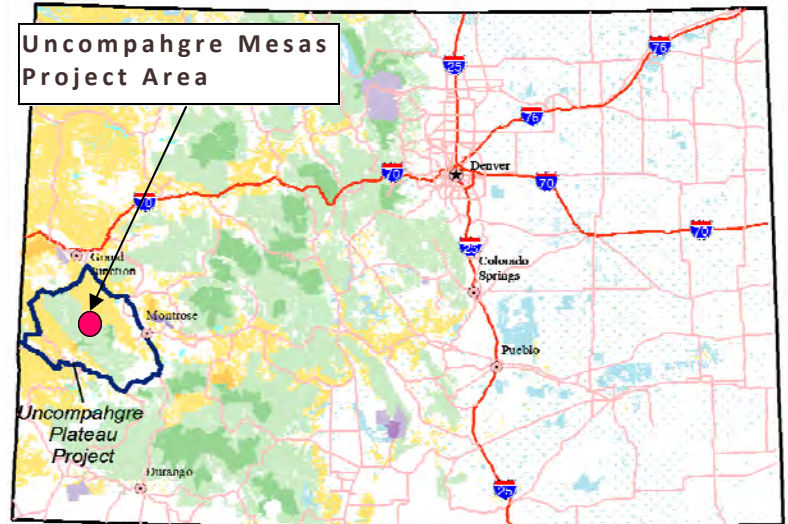 Uncompahgre Mesas
Project Area
76
25
76
Denver
70
70
70
70
25
Grand
Junction
Colorado
Springs
Montrose
Pueblo
Uncompahgre
Plateau
Project
Durango
25